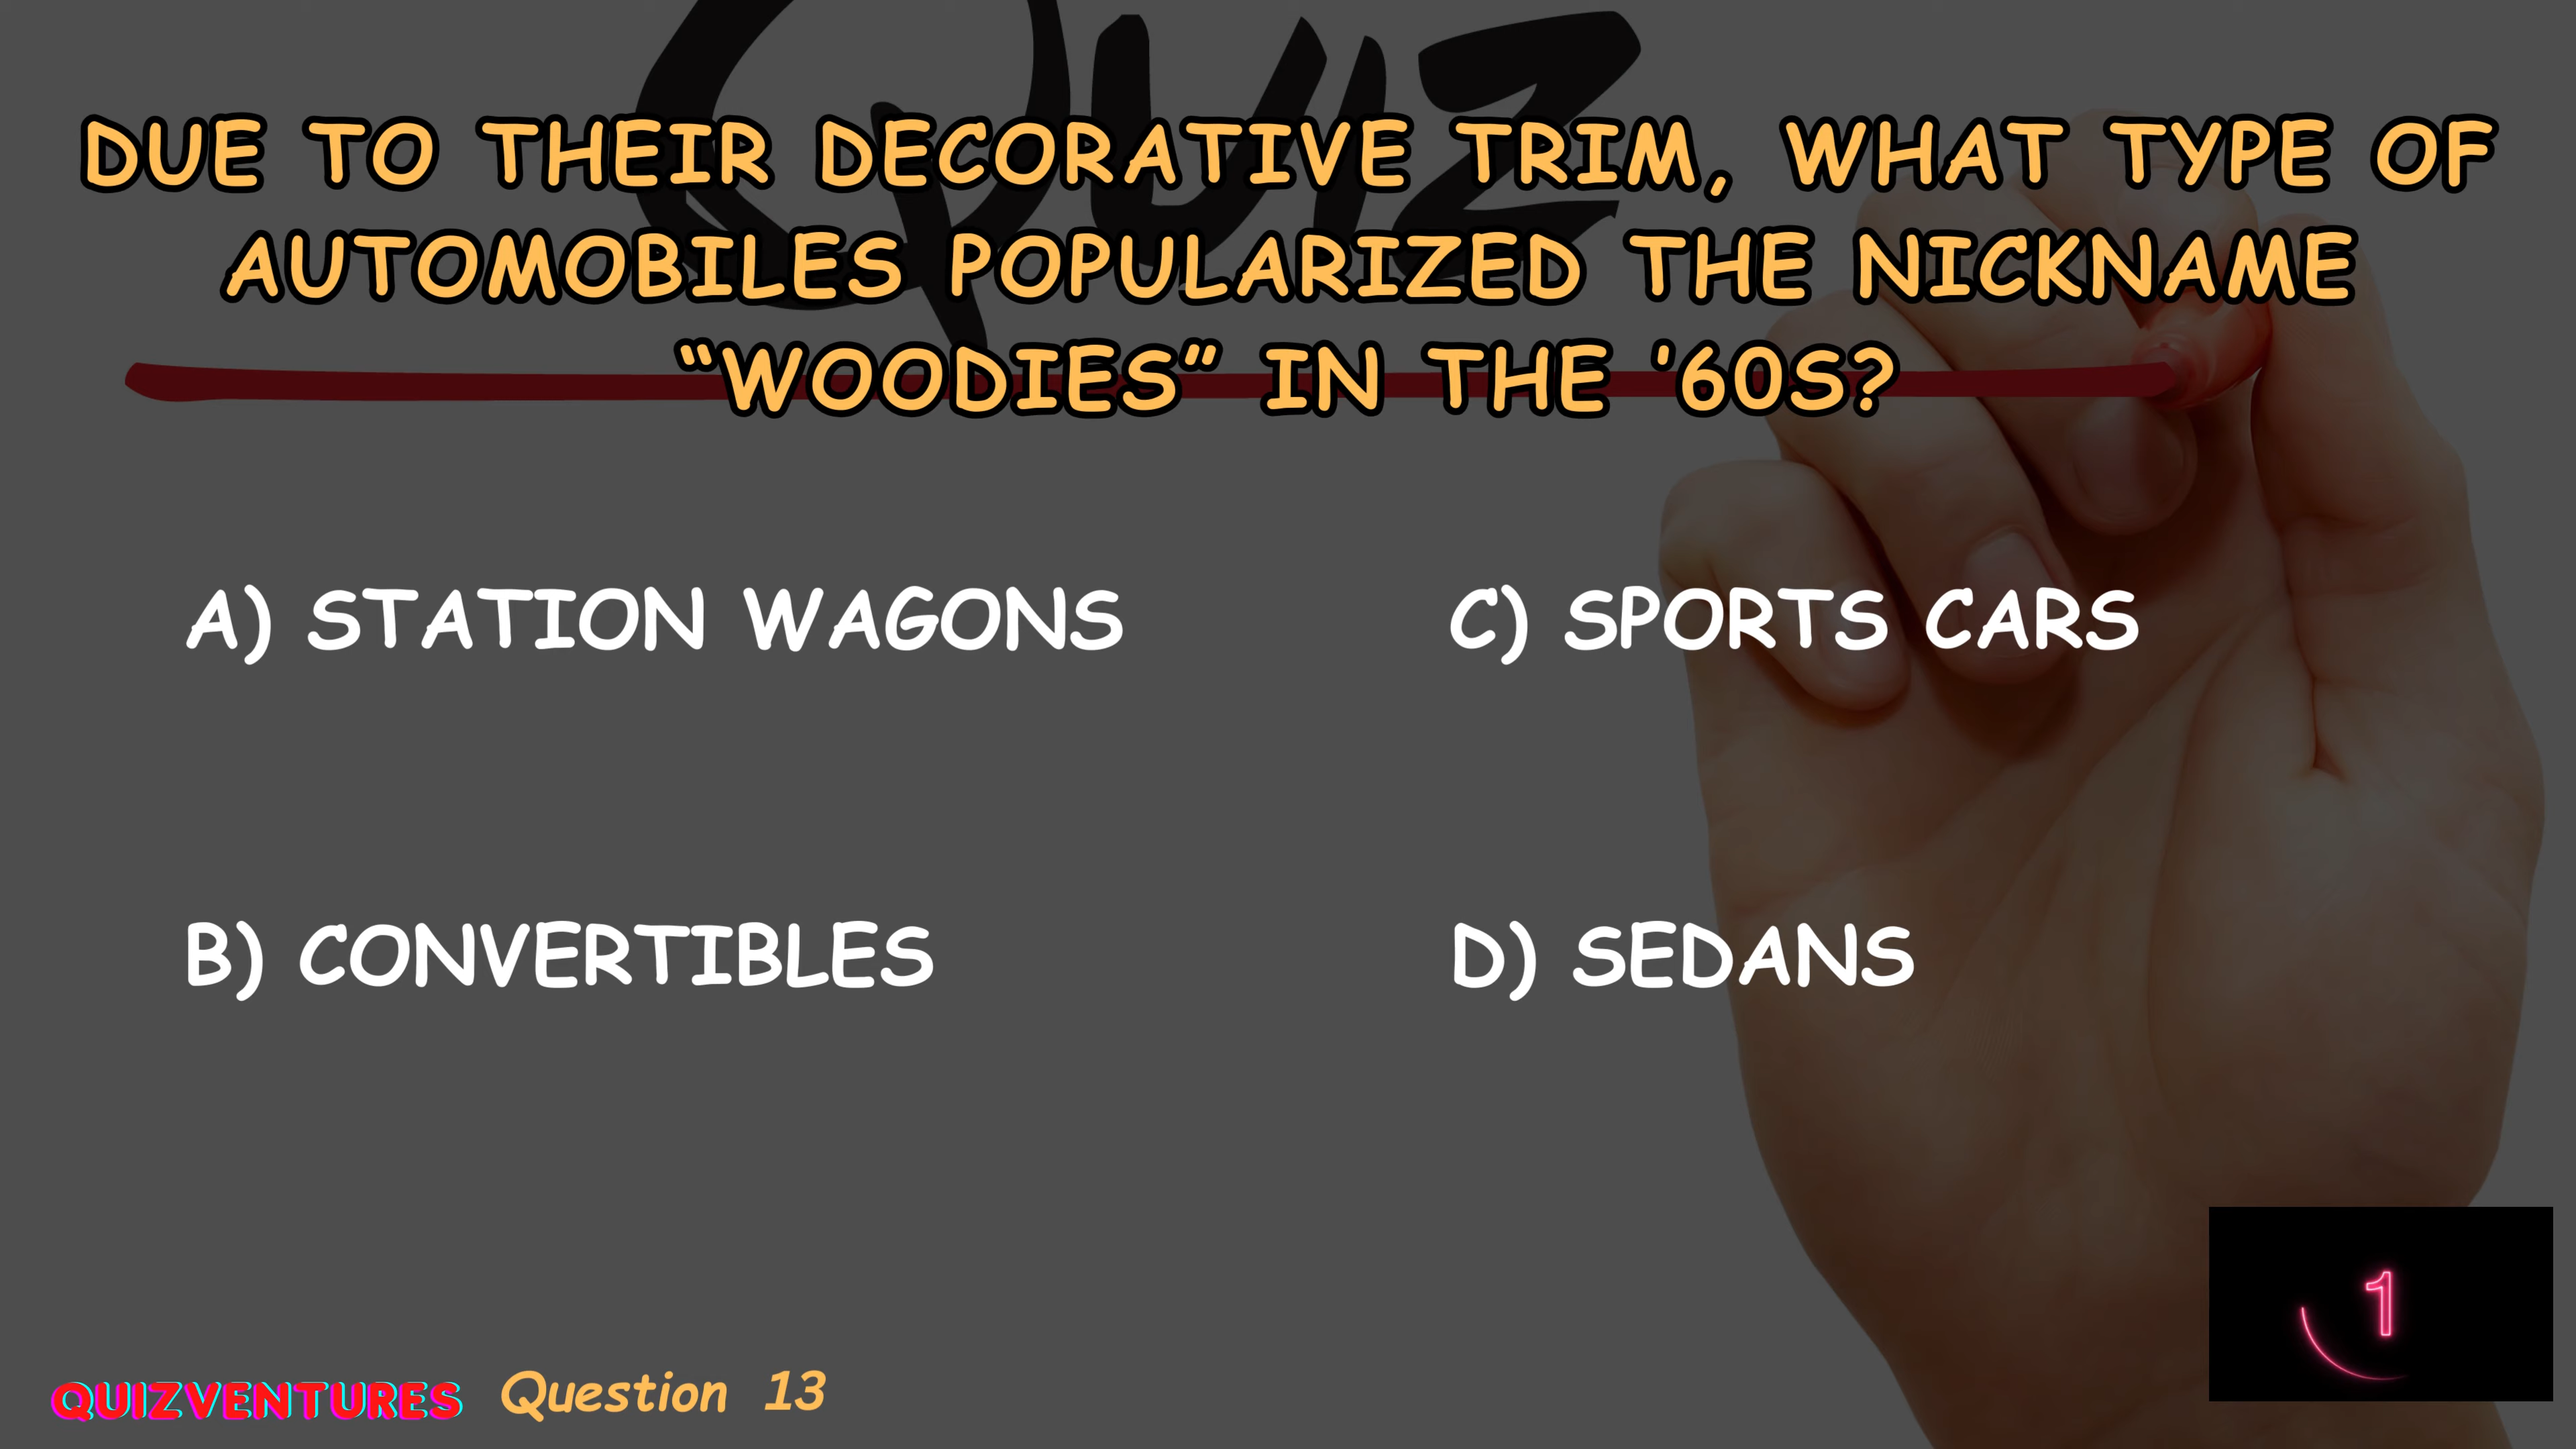 QUIZ
DUE TO THEIR DECORATIVE TRIM, WHAT TYPE OF
AUTOMOBILES POPULARIZED THE NICKNAME
“WOODIES” IN THE '60S?
A) STATION WAGONS
C) SPORTS CARS
B) CONVERTIBLES
D) SEDANS
1
QUIZVENTURES Question 13